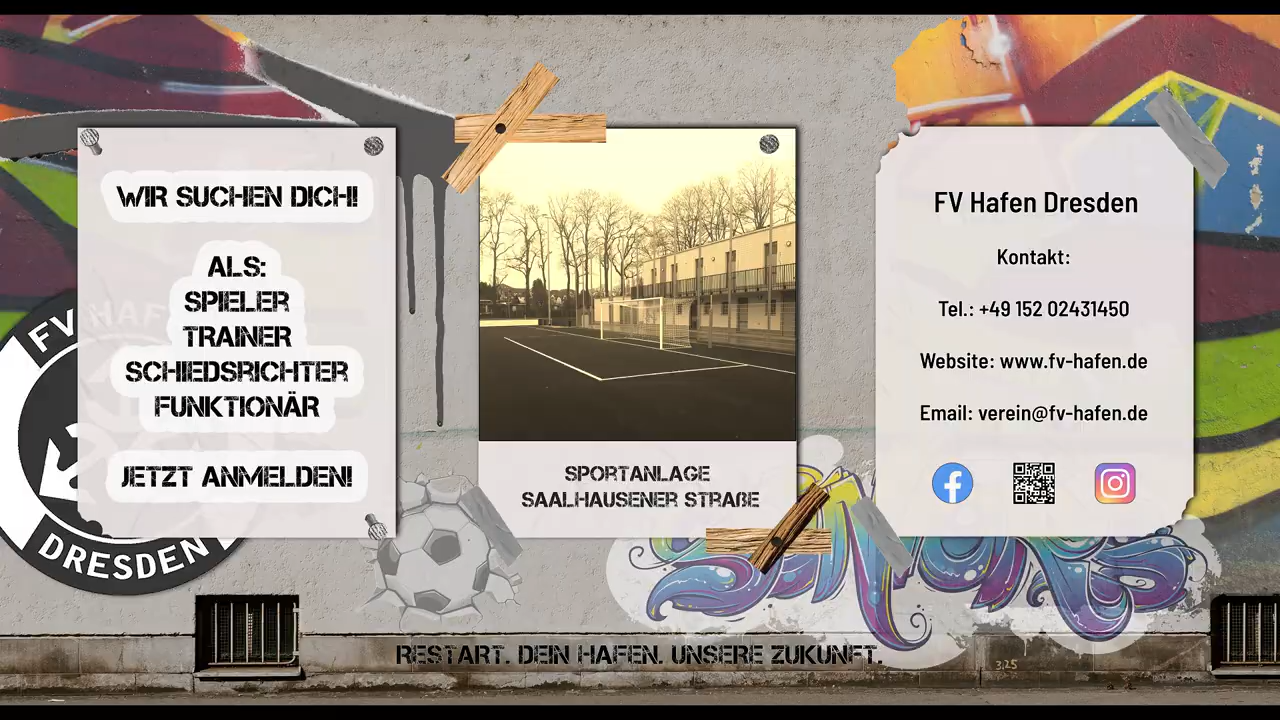 WIR SUCHEN DICH!
ALS:
SPIELER
TRAINER
SCHIEDSRICHTER
FUNKTIONÄR
JETZT ANMELDEN!
FV HAFEN
DRESDEN
SPORTANLAGE
SAALHAUSENER STRAßE
FV Hafen Dresden
Kontakt:
Tel.: +49 152 02431450
Website: www.fv-hafen.de
Email: verein@fv-hafen.de
RESTART. DEIN HAFEN. UNSERE ZUKUNFT.
325